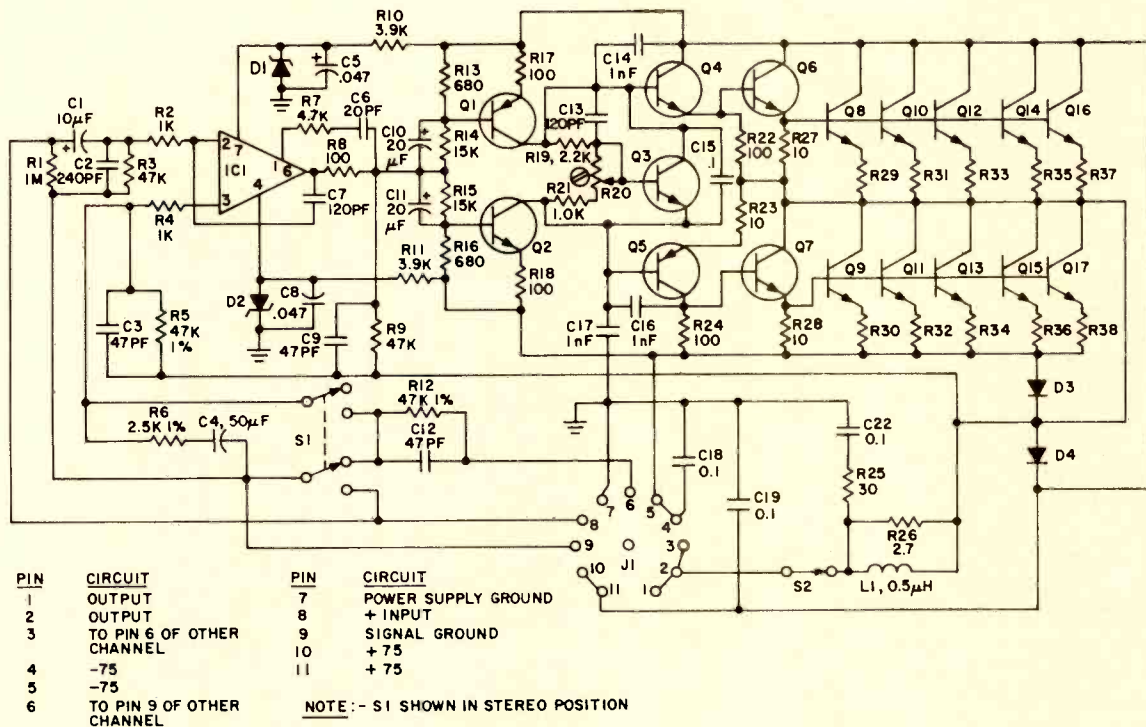 R10
3.9K
D1
C5
.047
R13
680
R17
100
C14
1nF
Q4
Q6
C1
10µF
R2
1K
R7
4.7K
C6
20PF
Q1
Q8
Q10
Q12
Q14
Q16
C13
120PF
R1
1M
C2
240PF
R3
47K
2
7
IC1
1
6
4
3
R8
100
C10
20
µF
R14
15K
R19, 2.2K
Q3
C15
.1
R22
100
R27
10
R29
R31
R33
R35
R37
R4
1K
C7
120PF
C11
20
µF
R15
15K
R21
1.0K
R20
R23
10
R11
3.9K
R16
680
Q2
Q5
Q7
Q9
Q11
Q13
Q15
Q17
D2
C8
.047
R18
100
C3
47PF
R5
47K
1%
C9
47PF
R9
47K
C17
1nF
C16
1nF
R24
100
R28
10
R30
R32
R34
R36
R38
R6
2.5K 1%
C4, 50µF
S1
R12
47K 1%
C12
47PF
D3
C22
0.1
D4
C18
0.1
R25
30
C19
0.1
R26
2.7
7
6
5
8
4
9
J1
3
10
2
11
1
S2
L1, 0.5µH
PIN CIRCUIT PIN CIRCUIT
1 OUTPUT 7 POWER SUPPLY GROUND
2 OUTPUT 8 + INPUT
3 TO PIN 6 OF OTHER CHANNEL 9 SIGNAL GROUND
10 +75
4 -75 11 +75
5 -75
6 TO PIN 9 OF OTHER CHANNEL
NOTE:- S1 SHOWN IN STEREO POSITION